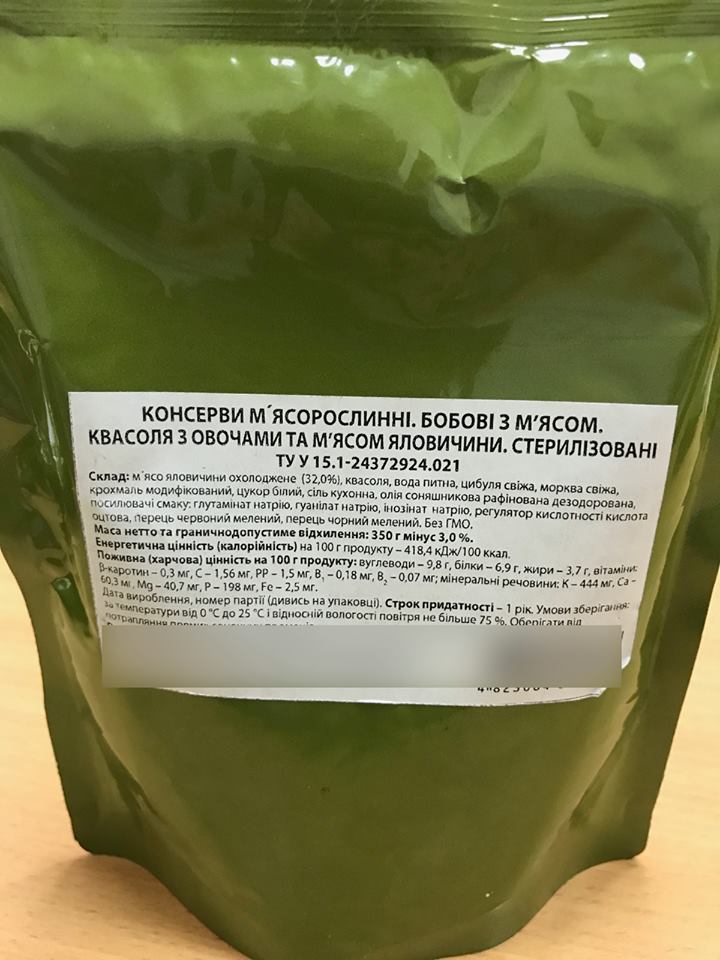 КОНСЕРВИ М´ЯСОРОСЛИННІ. БОБОВІ З М'ЯСОМ.
КВАСОЛЯ З ОВОЧАМИ ТА М'ЯСОМ ЯЛОВИЧИНИ. СТЕРИЛІЗОВАНІ
ТУ У 15.1-24372924.021
Склад: м´ясо яловичини охолоджене (32,0%), квасоля, вода питна, цибуля свіжа, морква свіжа,
крохмаль модифікований, цукор білий, сіль кухонна, олія соняшникова рафінована дезодорована,
посилювачі смаку: глутамінат натрію, гуанілат натрію, інозінат натрію, регулятор кислотності кислота
оцтова, перець червоний мелений, перець чорний мелений. Без ГМО.
Маса нетто та граничнодопустиме відхилення: 350 г мінус 3,0 %.
Енергетична цінність (калорійність) на 100 г продукту – 418,4 кДж/100 ккал.
Поживна (харчова) цінність на 100 г продукту: вуглеводи – 9,8 г, білки – 6,9 г, жири – 3,7 г, вітаміни:
β-каротин – 0,3 мг, С – 1,56 мг, РР – 1,5 мг, В₁ – 0,18 мг, В₂ – 0,07 мг; мінеральні речовини: К – 444 мг, Са –
60,3 мг, Mg – 40,7 мг, Р – 198 мг, Fe – 2,5 мг.
Дата вироблення, номер партії (дивись на упаковці). Строк придатності – 1 рік. Умови зберігання:
за температури від 0 °С до 25 °С і відносній вологості повітря не більше 75 %. Оберігати від
потрапляння прямих сонячних променів